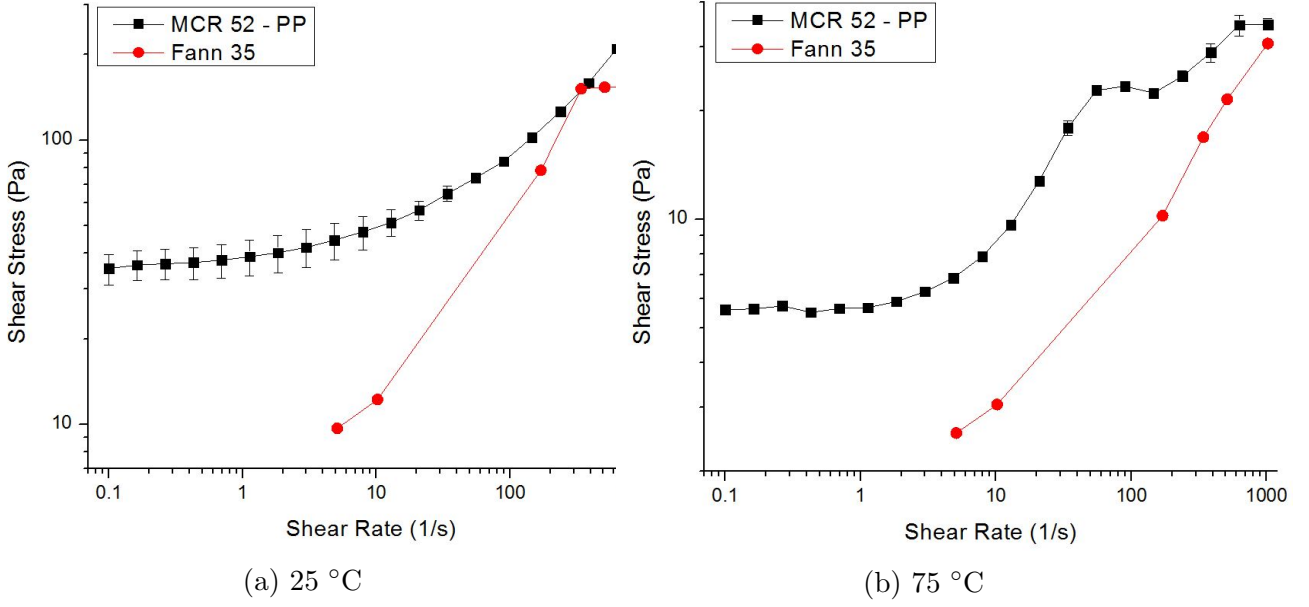 MCR 52 - PP
Fann 35
100
10
Shear Stress (Pa)
0.1 1 10 100
Shear Rate (1/s)
(a) 25 °C
MCR 52 - PP
Fann 35
10
Shear Stress (Pa)
0.1 1 10 100 1000
Shear Rate (1/s)
(b) 75 °C